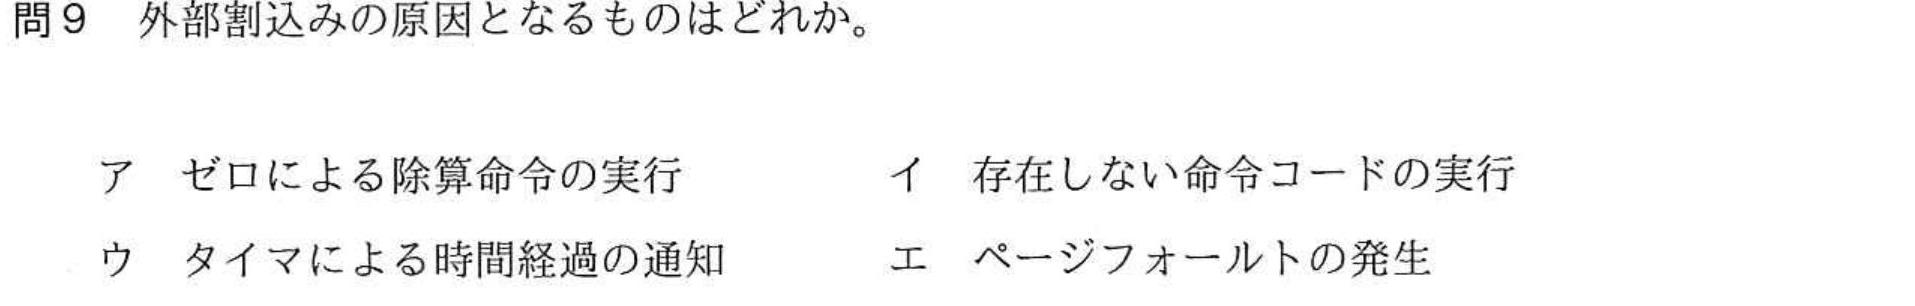 問9　外部割込みの原因となるものはどれか。
ア　ゼロによる除算命令の実行　イ　存在しない命令コードの実行
ウ　タイマによる時間経過の通知　エ　ページフォールトの発生